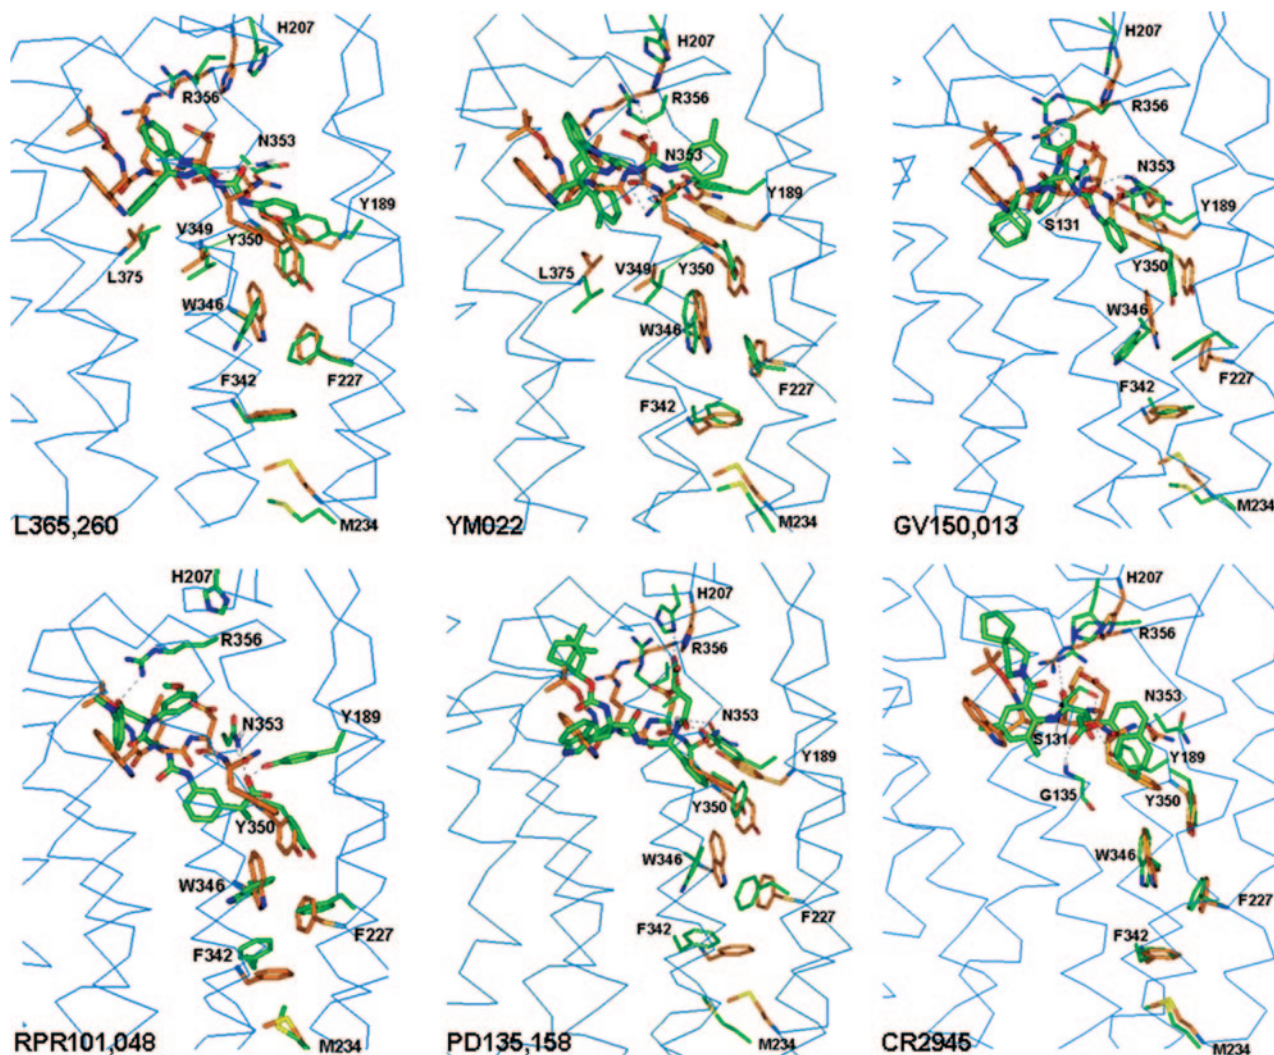 H207
R356
N353
Y189
V349
Y350
L375
W346
F342
F227
M234
L365,260
H207
R356
N353
Y189
L375
V349
Y350
W346
F227
F342
M234
YM022
H207
R356
N353
Y189
S131
Y350
W346
F342
F227
M234
GV150,013
H207
R356
N353
Y189
Y350
W346
F342
F227
M234
RPR101,048
H207
R356
N353
Y189
Y350
W346
F342
F227
M234
PD135,158
H207
R356
N353
S131
Y189
G135
Y350
W346
F227
F342
M234
CR2945